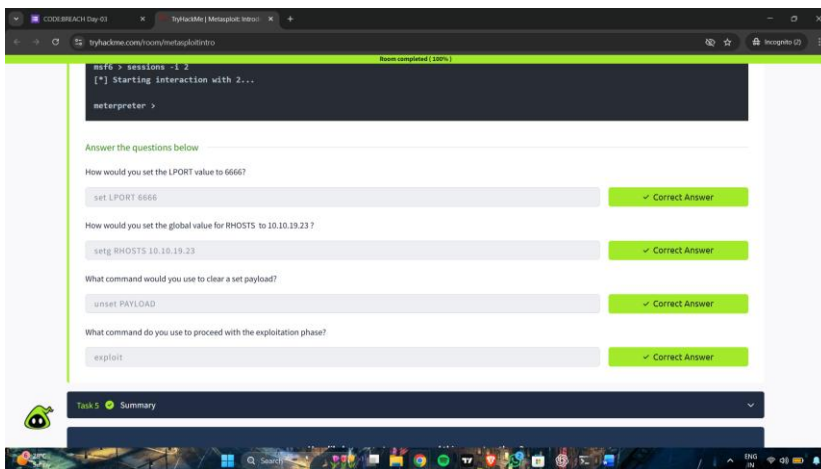 CODEBREACH Day-03
TryHackMe | Metasploit: Introd
tryhackme.com/room/metasploitintro
Incognito (2)
Room completed ( 100% )
msf6 > sessions -i 2
[*] Starting interaction with 2...
meterpreter >
Answer the questions below
How would you set the LPORT value to 6666?
set LPORT 6666
Correct Answer
How would you set the global value for RHOSTS to 10.10.19.23 ?
setg RHOSTS 10.10.19.23
Correct Answer
What command would you use to clear a set payload?
unset PAYLOAD
Correct Answer
What command do you use to proceed with the exploitation phase?
exploit
Correct Answer
Task 5 Summary
Search
ENG
IN